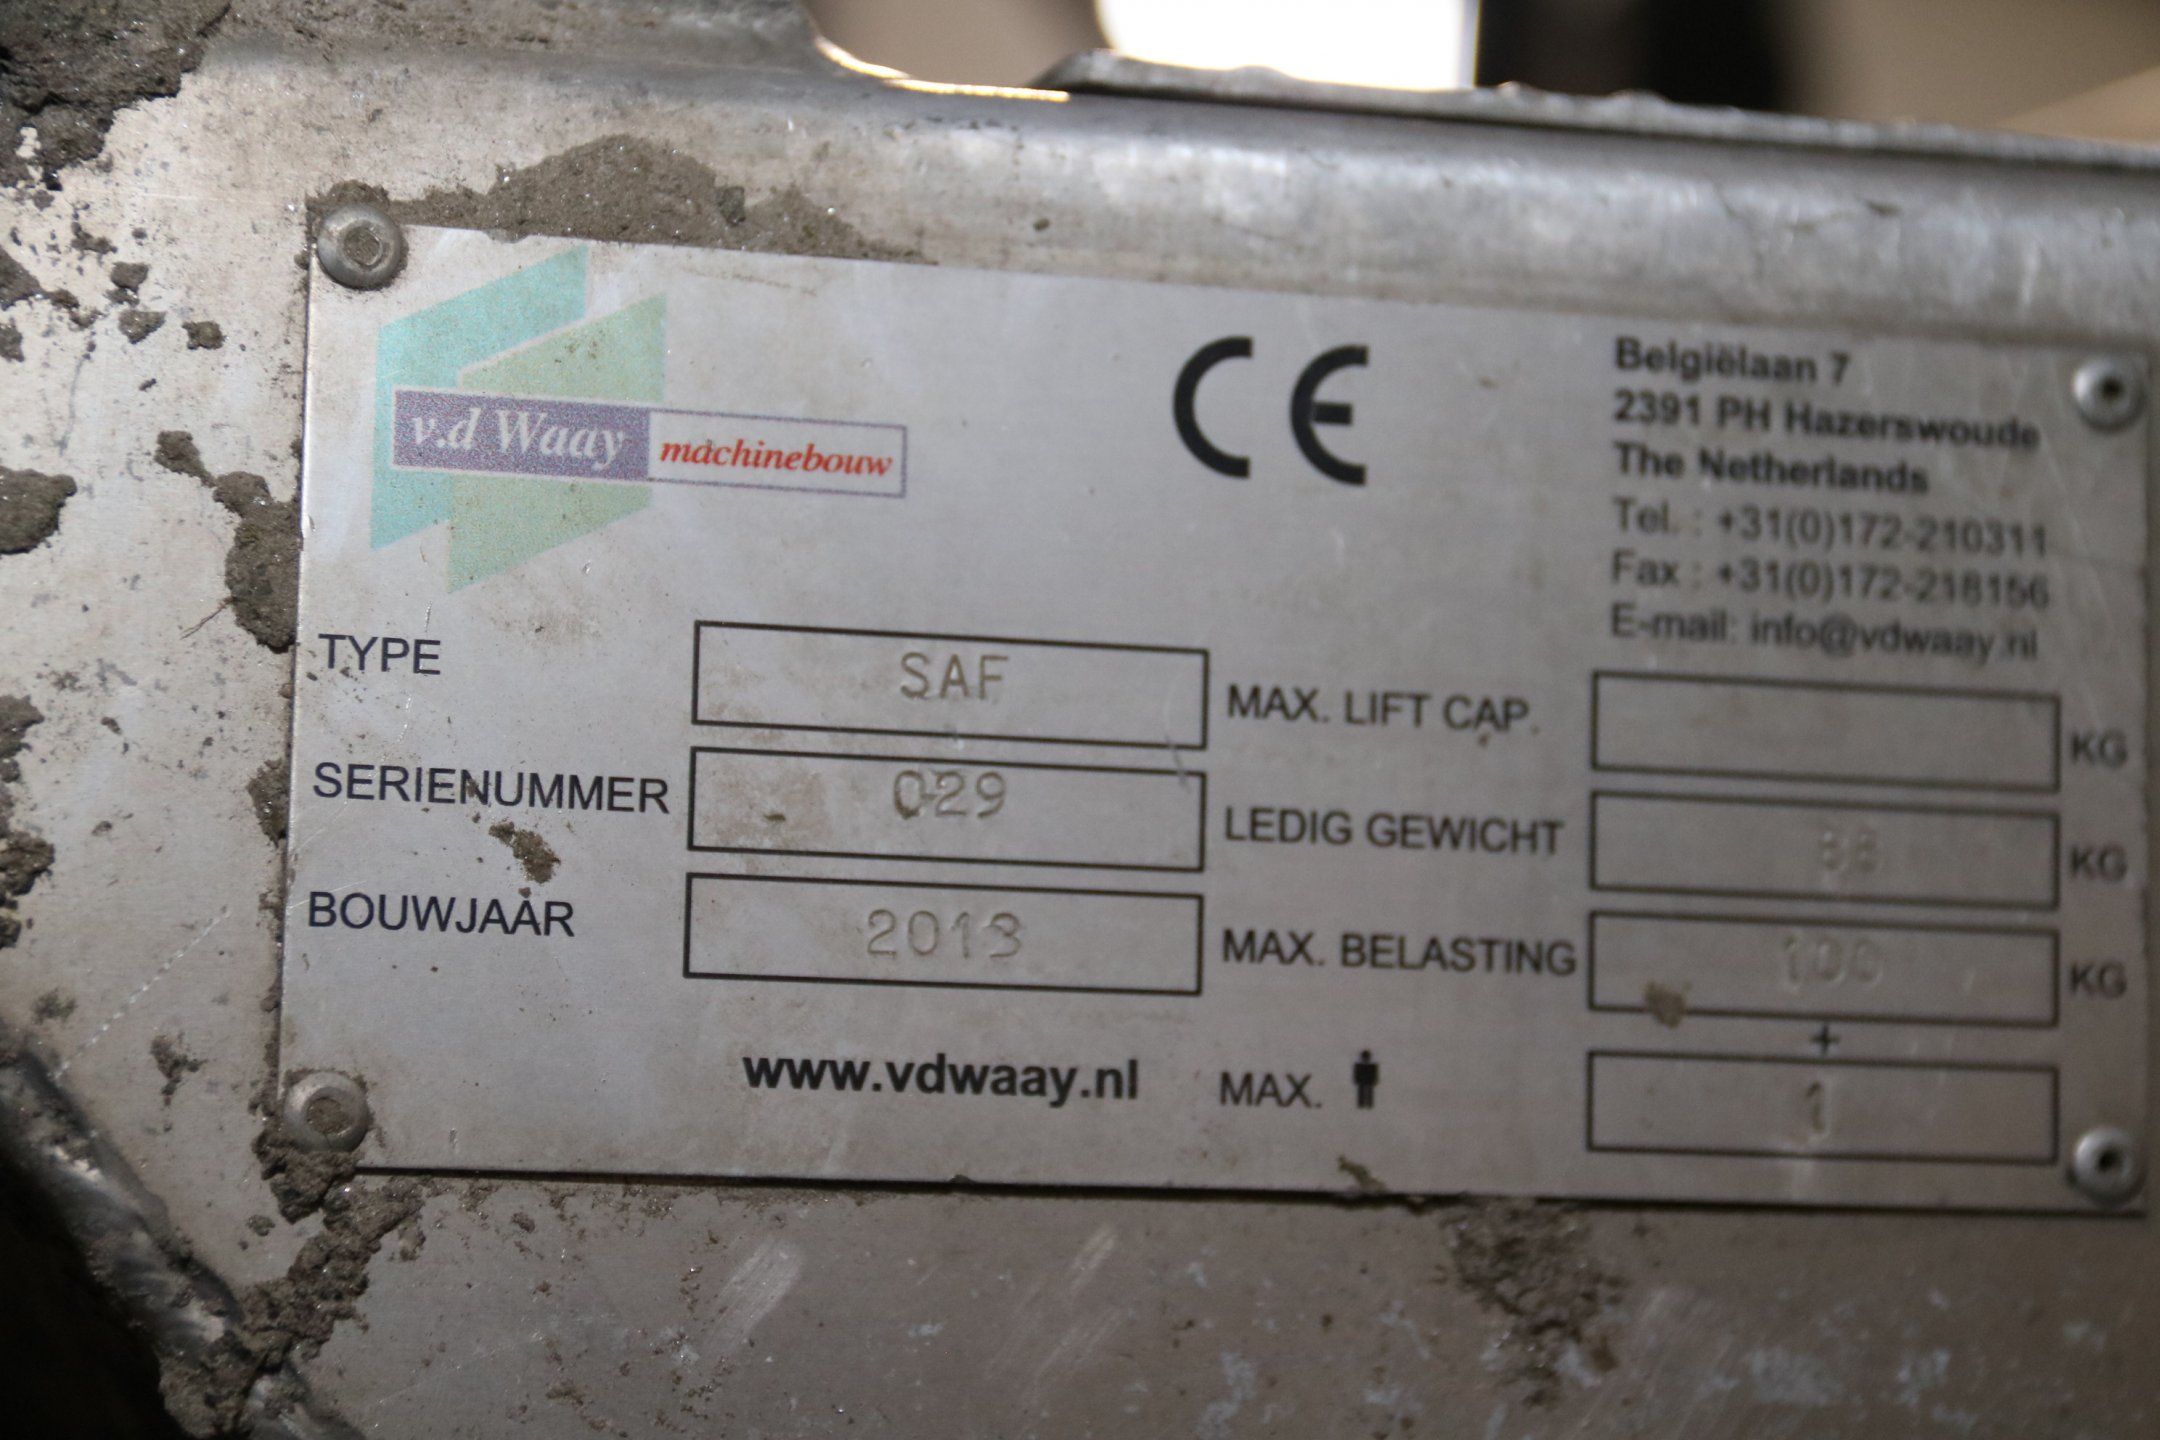 v.d Waay machinebouw
CE
Belgiëlaan 7
2391 PH Hazerswoude
The Netherlands
Tel. : +31(0)172-210311
Fax : +31(0)172-218156
E-mail: info@vdwaay.nl
TYPE SAF
SERIENUMMER 029
BOUWJAAR 2013
www.vdwaay.nl
MAX. LIFT CAP. KG
LEDIG GEWICHT KG
MAX. BELASTING 100 KG
+
MAX. 1